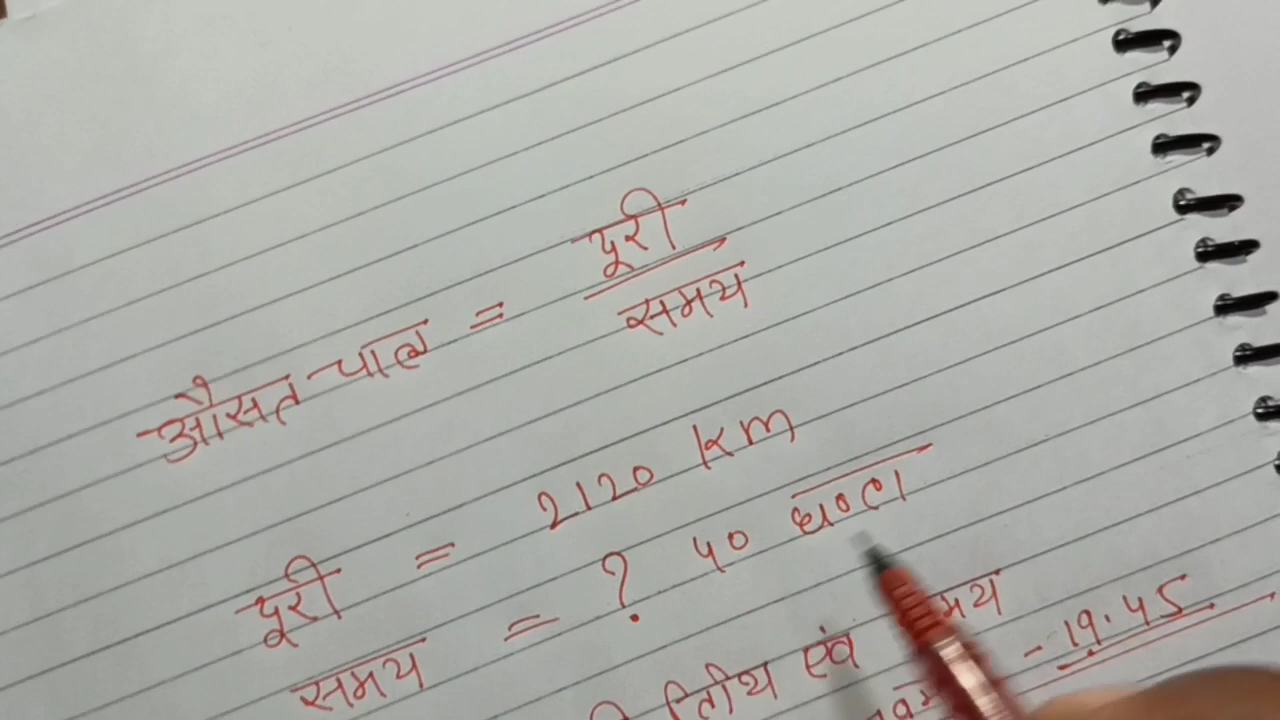 औसत चाल = दूरी / समय
दूरी = 2120 km
समय = ? 40 घण्टा
तिथि एवं समय
- 19.45